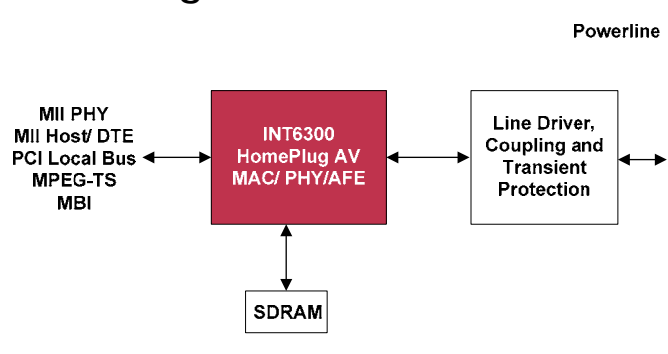 Powerline
MII PHY
MII Host/ DTE
PCI Local Bus
MPEG-TS
MBI
INT6300
HomePlug AV
MAC/ PHY/AFE
Line Driver,
Coupling and
Transient
Protection
SDRAM